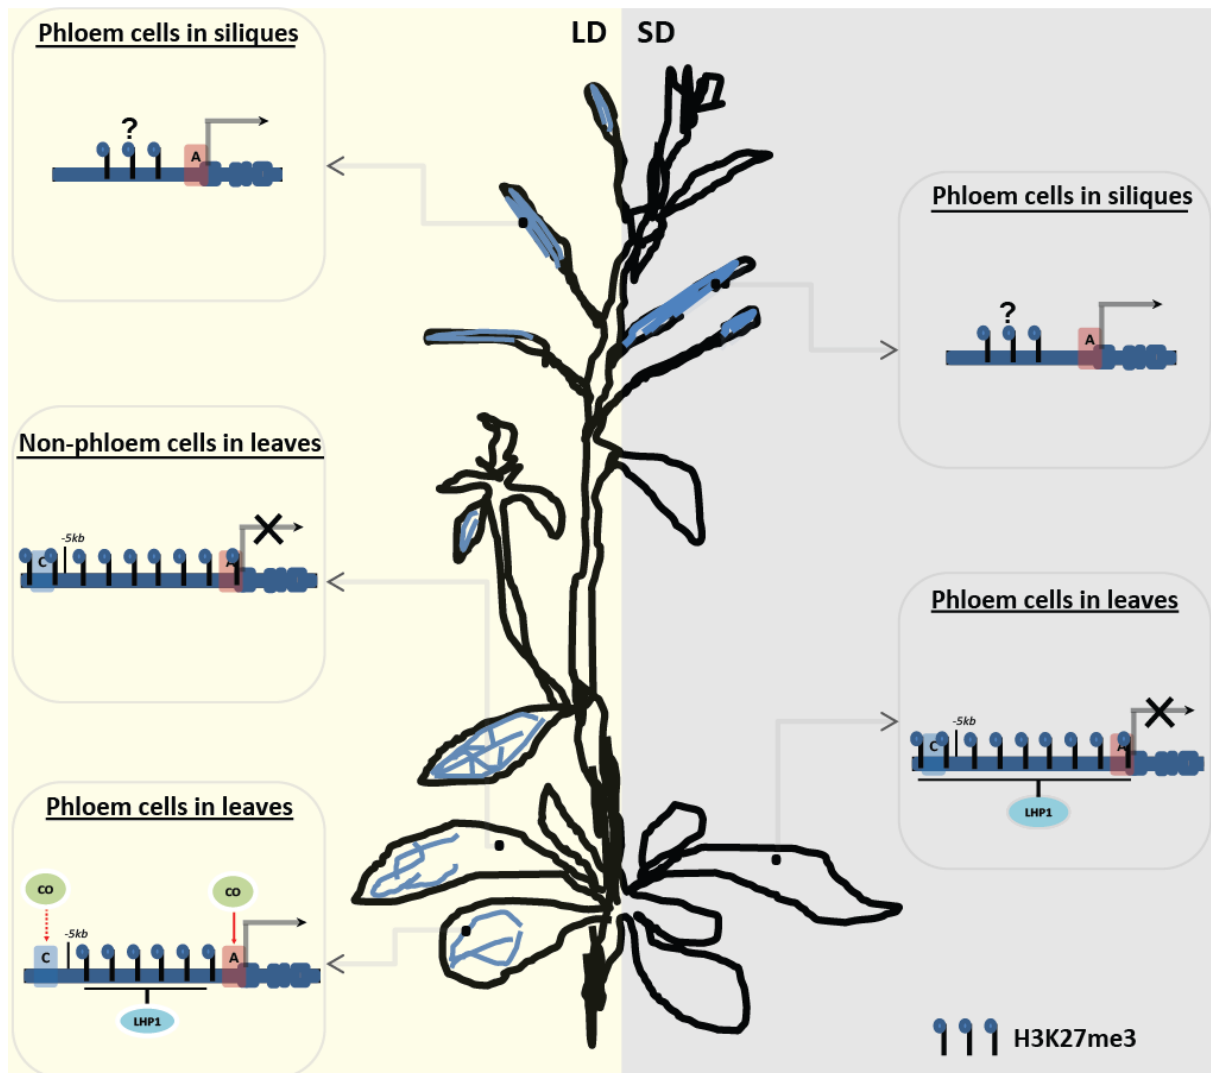 LD SD
Phloem cells in siliques
?
A
Phloem cells in siliques
?
A
Non-phloem cells in leaves
-5kb
C
A
Phloem cells in leaves
-5kb
C
A
LHP1
Phloem cells in leaves
CO
CO
-5kb
C
A
LHP1
H3K27me3